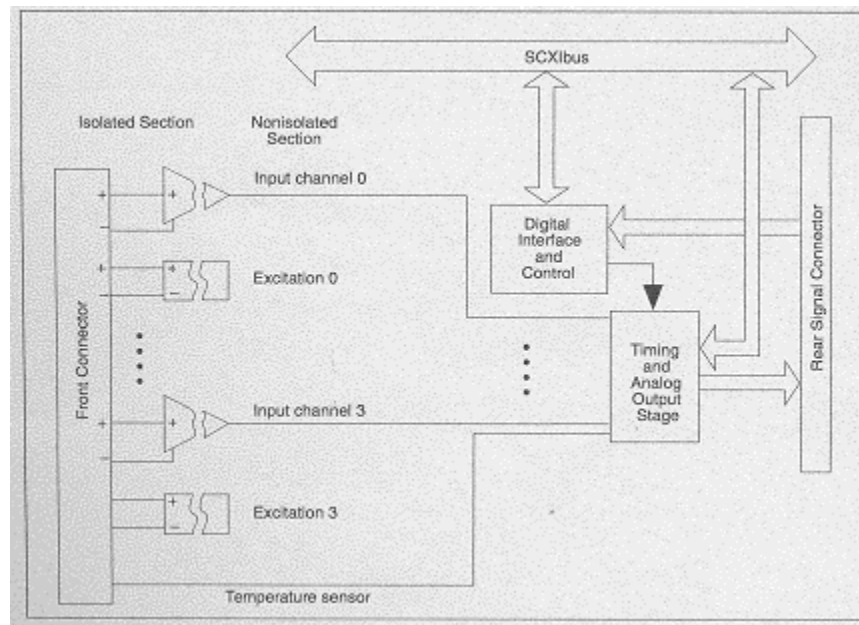 SCXIbus
Isolated Section
Nonisolated
Section
Input channel 0
+
−
Digital
Interface
and
Control
Excitation 0
+
−
Front Connector
Rear Signal Connector
Timing
and
Analog
Output
Stage
Input channel 3
+
−
Excitation 3
+
−
Temperature sensor